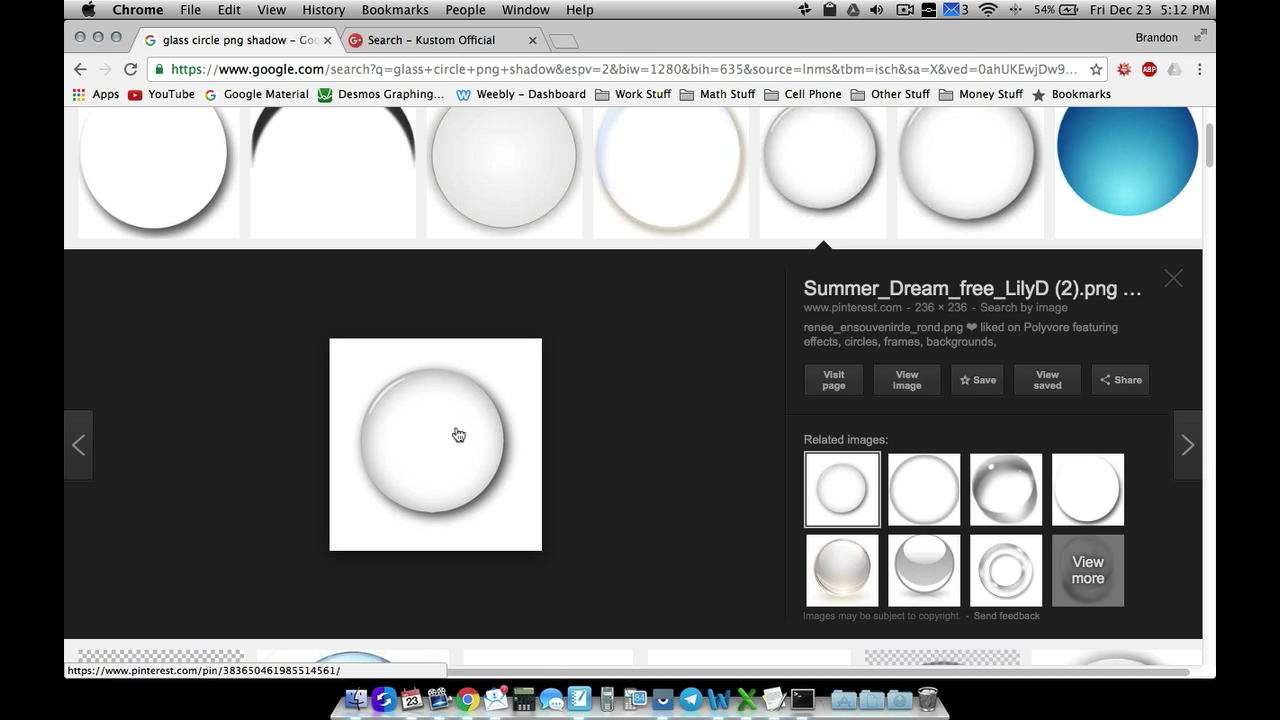 Chrome File Edit View History Bookmarks People Window Help 3 54% Fri Dec 23 5:12 PM
glass circle png shadow – Goo Search – Kustom Official Brandon
https://www.google.com/search?q=glass+circle+png+shadow&espv=2&biw=1280&bih=635&source=lnms&tbm=isch&sa=X&ved=0ahUKEwjDw9... ABP
Apps YouTube Google Material Desmos Graphing... Weebly - Dashboard Work Stuff Math Stuff Cell Phone Other Stuff Money Stuff Bookmarks
Summer_Dream_free_LilyD (2).png ...
www.pinterest.com - 236 × 236 - Search by image
renee_ensouvenirde_rond.png ❤ liked on Polyvore featuring
effects, circles, frames, backgrounds,
Visit page View image Save View saved Share
Related images:
View more
Images may be subject to copyright. - Send feedback
https://www.pinterest.com/pin/383650461985514561/
23